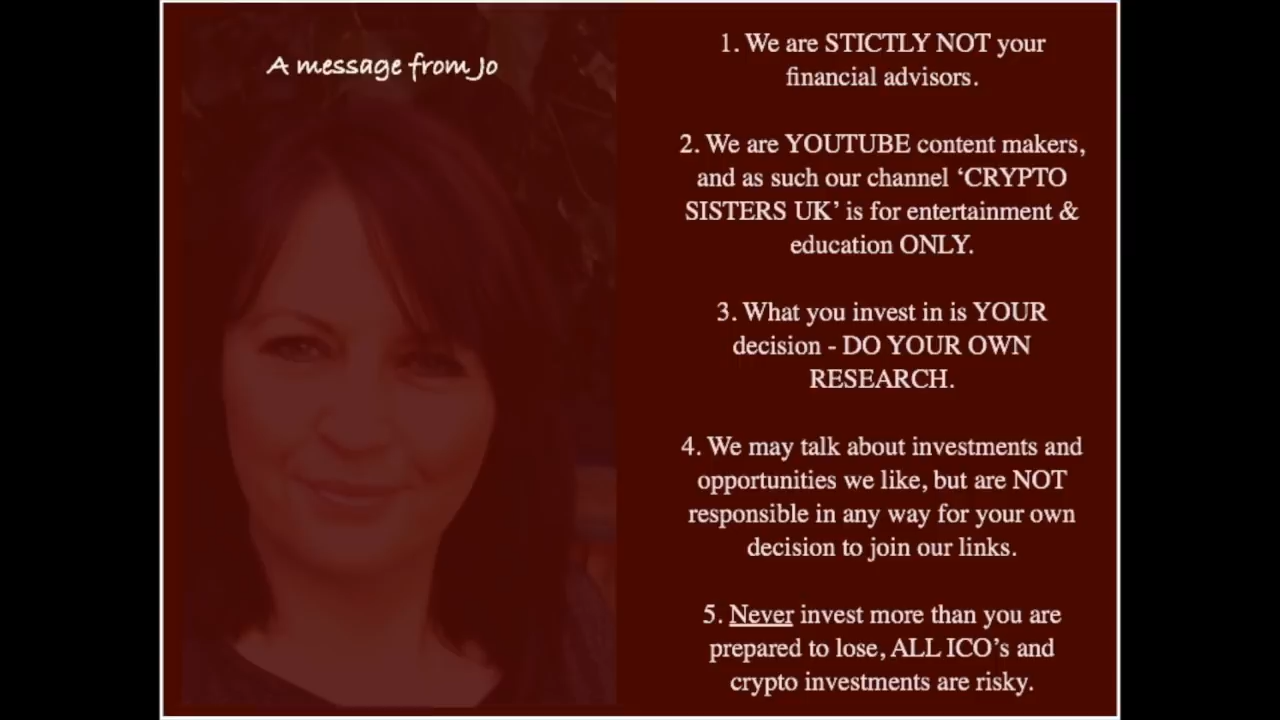 A message from Jo
1. We are STICTLY NOT your
financial advisors.
2. We are YOUTUBE content makers,
and as such our channel ‘CRYPTO
SISTERS UK’ is for entertainment &
education ONLY.
3. What you invest in is YOUR
decision - DO YOUR OWN
RESEARCH.
4. We may talk about investments and
opportunities we like, but are NOT
responsible in any way for your own
decision to join our links.
5. Never invest more than you are
prepared to lose, ALL ICO’s and
crypto investments are risky.